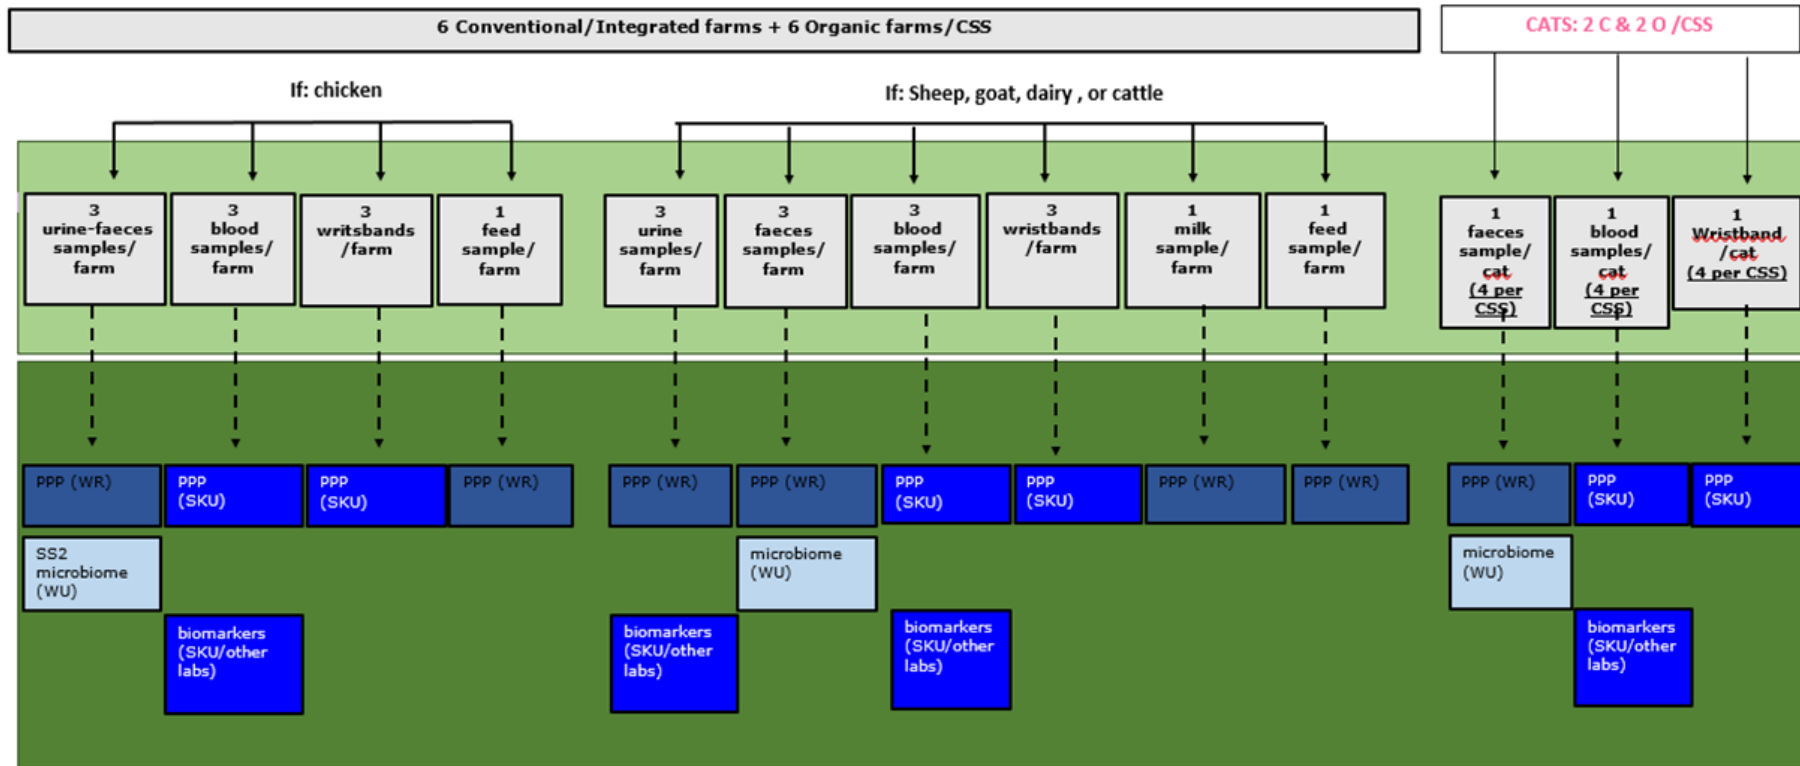 6 Conventional/Integrated farms + 6 Organic farms/CSS
CATS: 2 C & 2 O /CSS
If: chicken
If: Sheep, goat, dairy , or cattle
3
urine-faeces
samples/
farm
3
blood
samples/
farm
3
writsbands
/farm
1
feed
sample/
farm
3
urine
samples/
farm
3
faeces
samples/
farm
3
blood
samples/
farm
3
wristbands
/farm
1
milk
sample/
farm
1
feed
sample/
farm
1
faeces
sample/
cat
(4 per
CSS)
1
blood
samples/
cat
(4 per
CSS)
1
Wristband
/cat
(4 per CSS)
PPP (WR)
PPP
(SKU)
PPP
(SKU)
PPP (WR)
PPP (WR)
PPP (WR)
PPP
(SKU)
PPP
(SKU)
PPP (WR)
PPP (WR)
PPP (WR)
PPP
(SKU)
PPP
(SKU)
SS2
microbiome
(WU)
microbiome
(WU)
microbiome
(WU)
biomarkers
(SKU/other
labs)
biomarkers
(SKU/other
labs)
biomarkers
(SKU/other
labs)
biomarkers
(SKU/other
labs)